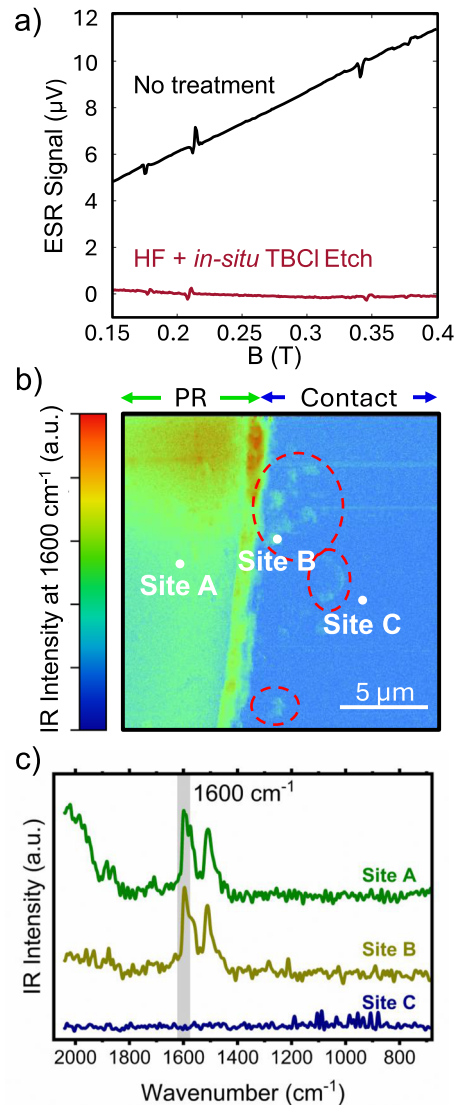 a)
12
10
8
6
4
2
0
ESR Signal (μV)
No treatment
HF + in-situ TBCl Etch
0.15 0.2 0.25 0.3 0.35 0.4
B (T)
b)
PR Contact
IR Intensity at 1600 cm⁻¹ (a.u.)
Site A
Site B
Site C
5 μm
c)
1600 cm⁻¹
IR Intensity (a.u.)
Site A
Site B
Site C
2000 1800 1600 1400 1200 1000 800
Wavenumber (cm⁻¹)